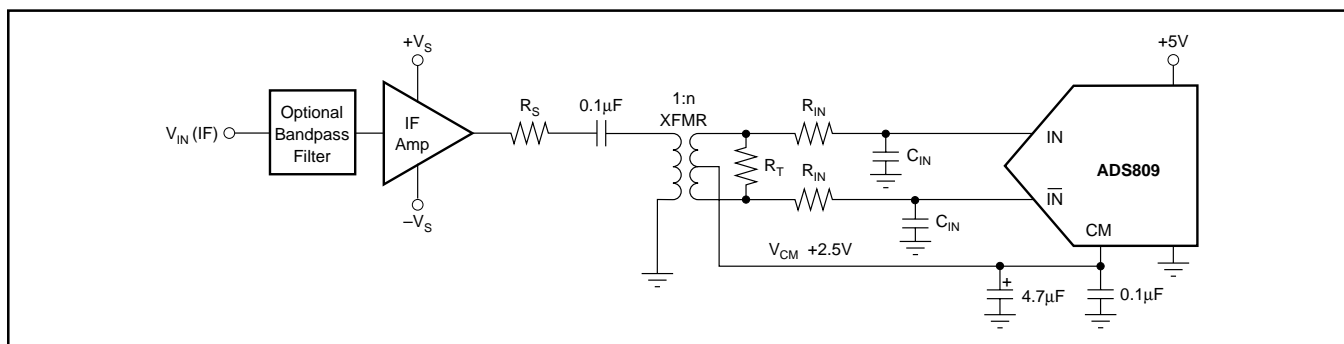 +V_S
+5V
V_IN (IF)
Optional
Bandpass
Filter
IF
Amp
R_S
0.1μF
1:n
XFMR
R_IN
C_IN
IN
R_T
R_IN
ADS809
I̅N̅
–V_S
C_IN
CM
V_CM +2.5V
+
4.7μF
0.1μF